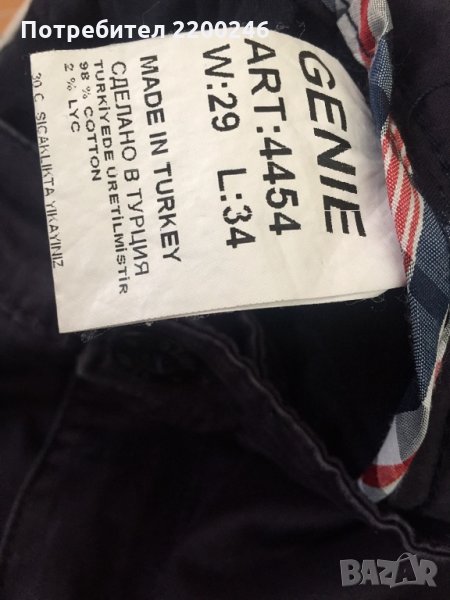 Потребител 2200246
GENIE
ART:4454
W:29 L:34
MADE IN TURKEY
СДЕЛАНО В ТУРЦИЯ
TURKIYEDE URETILMISTIR
98 % COTTON
2 % LYC
30 C. SICAKLIKTA YIKAYINIZ
BAZAR